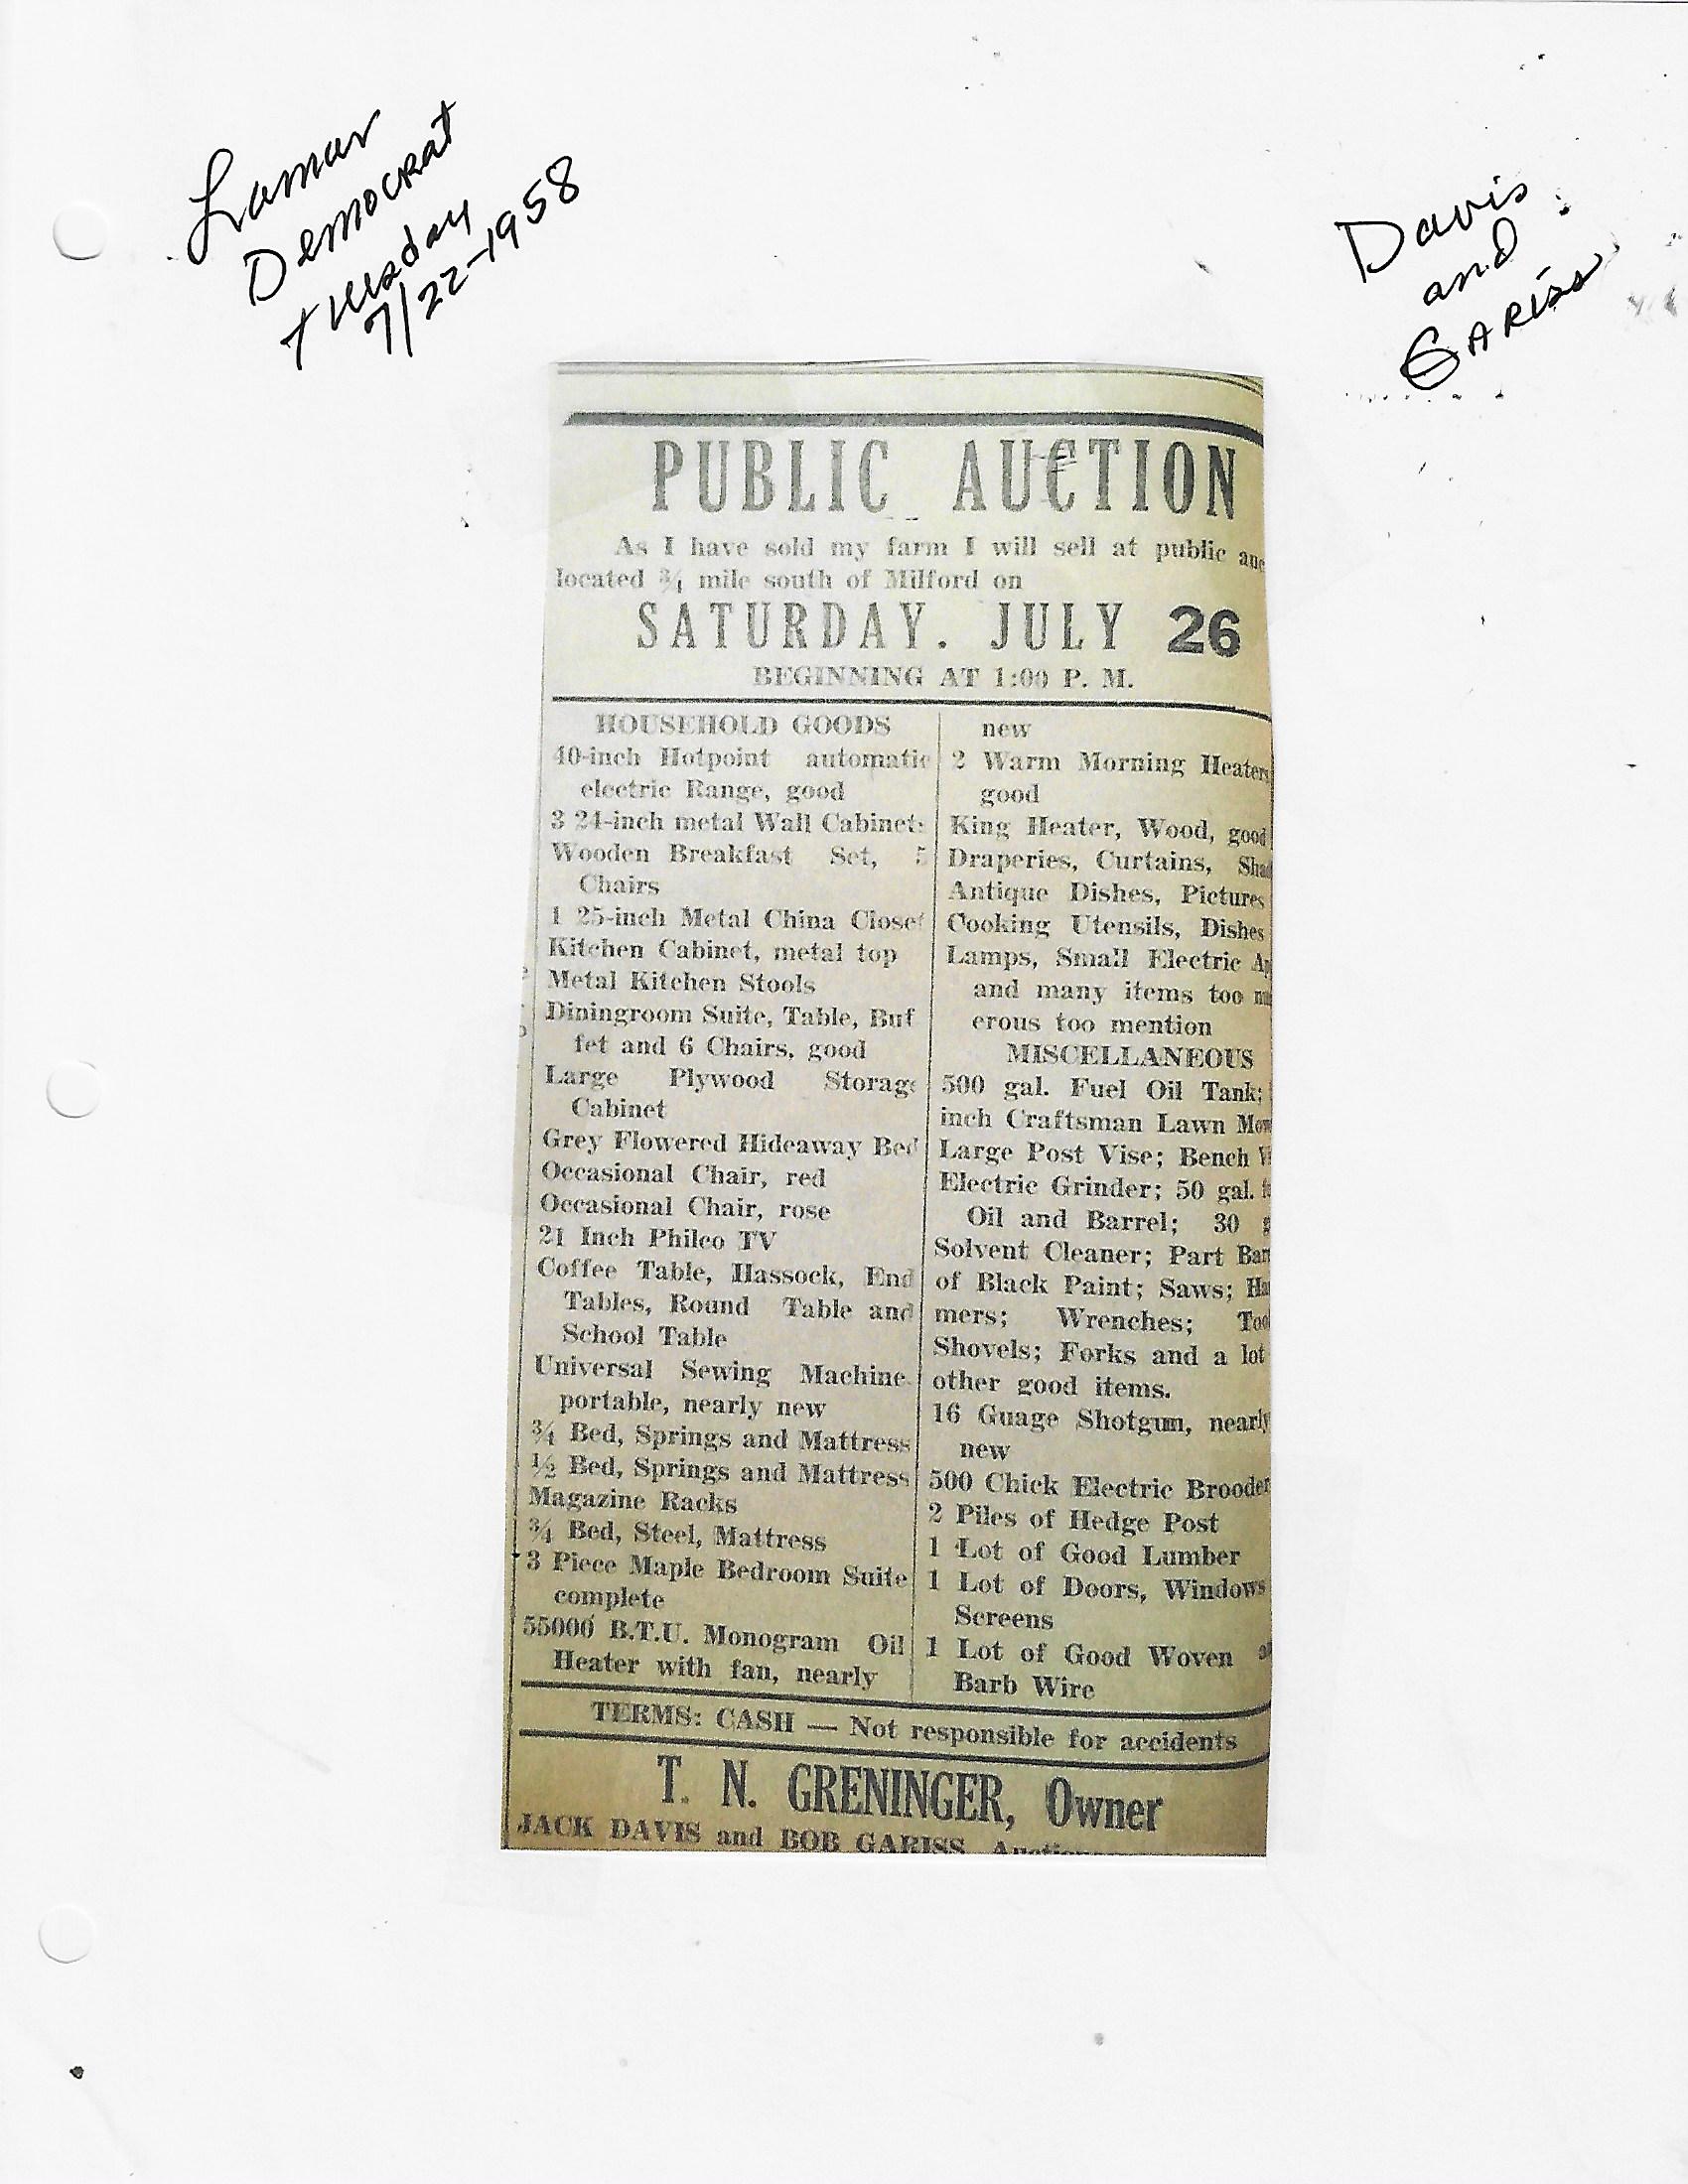 Lamar
Democrat
Tuesday
7/22-1958
Davis
and
GARISS
PUBLIC AUCTION
As I have sold my farm I will sell at public auc
located ¾ mile south of Milford on
SATURDAY. JULY 26
BEGINNING AT 1:00 P. M.
HOUSEHOLD GOODS
40-inch Hotpoint automatic
electric Range, good
3 24-inch metal Wall Cabinets
Wooden Breakfast Set, 5
Chairs
1 25-inch Metal China Closet
Kitchen Cabinet, metal top
Metal Kitchen Stools
Diningroom Suite, Table, Buf
fet and 6 Chairs, good
Large Plywood Storage
Cabinet
Grey Flowered Hideaway Bed
Occasional Chair, red
Occasional Chair, rose
21 Inch Philco TV
Coffee Table, Hassock, End
Tables, Round Table and
School Table
Universal Sewing Machine
portable, nearly new
¾ Bed, Springs and Mattress
½ Bed, Springs and Mattress
Magazine Racks
¾ Bed, Steel, Mattress
3 Piece Maple Bedroom Suite
complete
55000 B.T.U. Monogram Oil
Heater with fan, nearly
new
2 Warm Morning Heaters
good
King Heater, Wood, good
Draperies, Curtains, Shad
Antique Dishes, Pictures
Cooking Utensils, Dishes
Lamps, Small Electric Ap
and many items too nu
erous too mention
MISCELLANEOUS
500 gal. Fuel Oil Tank;
inch Craftsman Lawn Mow
Large Post Vise; Bench Vi
Electric Grinder; 50 gal.
Oil and Barrel; 30 g
Solvent Cleaner; Part Bar
of Black Paint; Saws; Ha
mers; Wrenches; Too
Shovels; Forks and a lot
other good items.
16 Guage Shotgun, nearly
new
500 Chick Electric Brooder
2 Piles of Hedge Post
1 Lot of Good Lumber
1 Lot of Doors, Windows
Screens
1 Lot of Good Woven
Barb Wire
TERMS: CASH — Not responsible for accidents
T. N. GRENINGER, Owner
JACK DAVIS and BOB GARISS